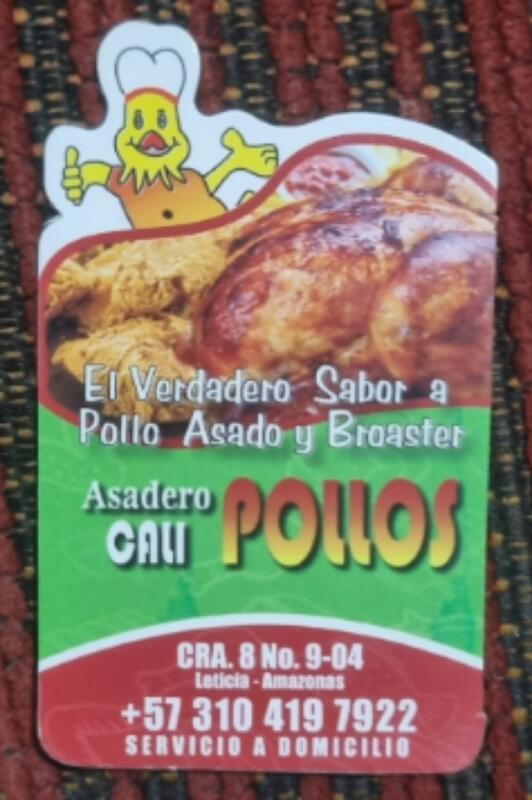 El Verdadero Sabor a
Pollo Asado y Broaster
Asadero
CALI POLLOS
CRA. 8 No. 9-04
Leticia - Amazonas
+57 310 419 7922
SERVICIO A DOMICILIO